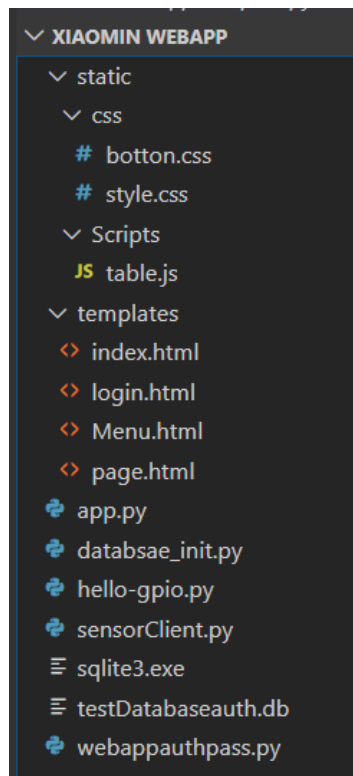 XIAOMIN WEBAPP
static
css
# botton.css
# style.css
Scripts
JS table.js
templates
<> index.html
<> login.html
<> Menu.html
<> page.html
app.py
databsae_init.py
hello-gpio.py
sensorClient.py
sqlite3.exe
testDatabaseauth.db
webappauthpass.py